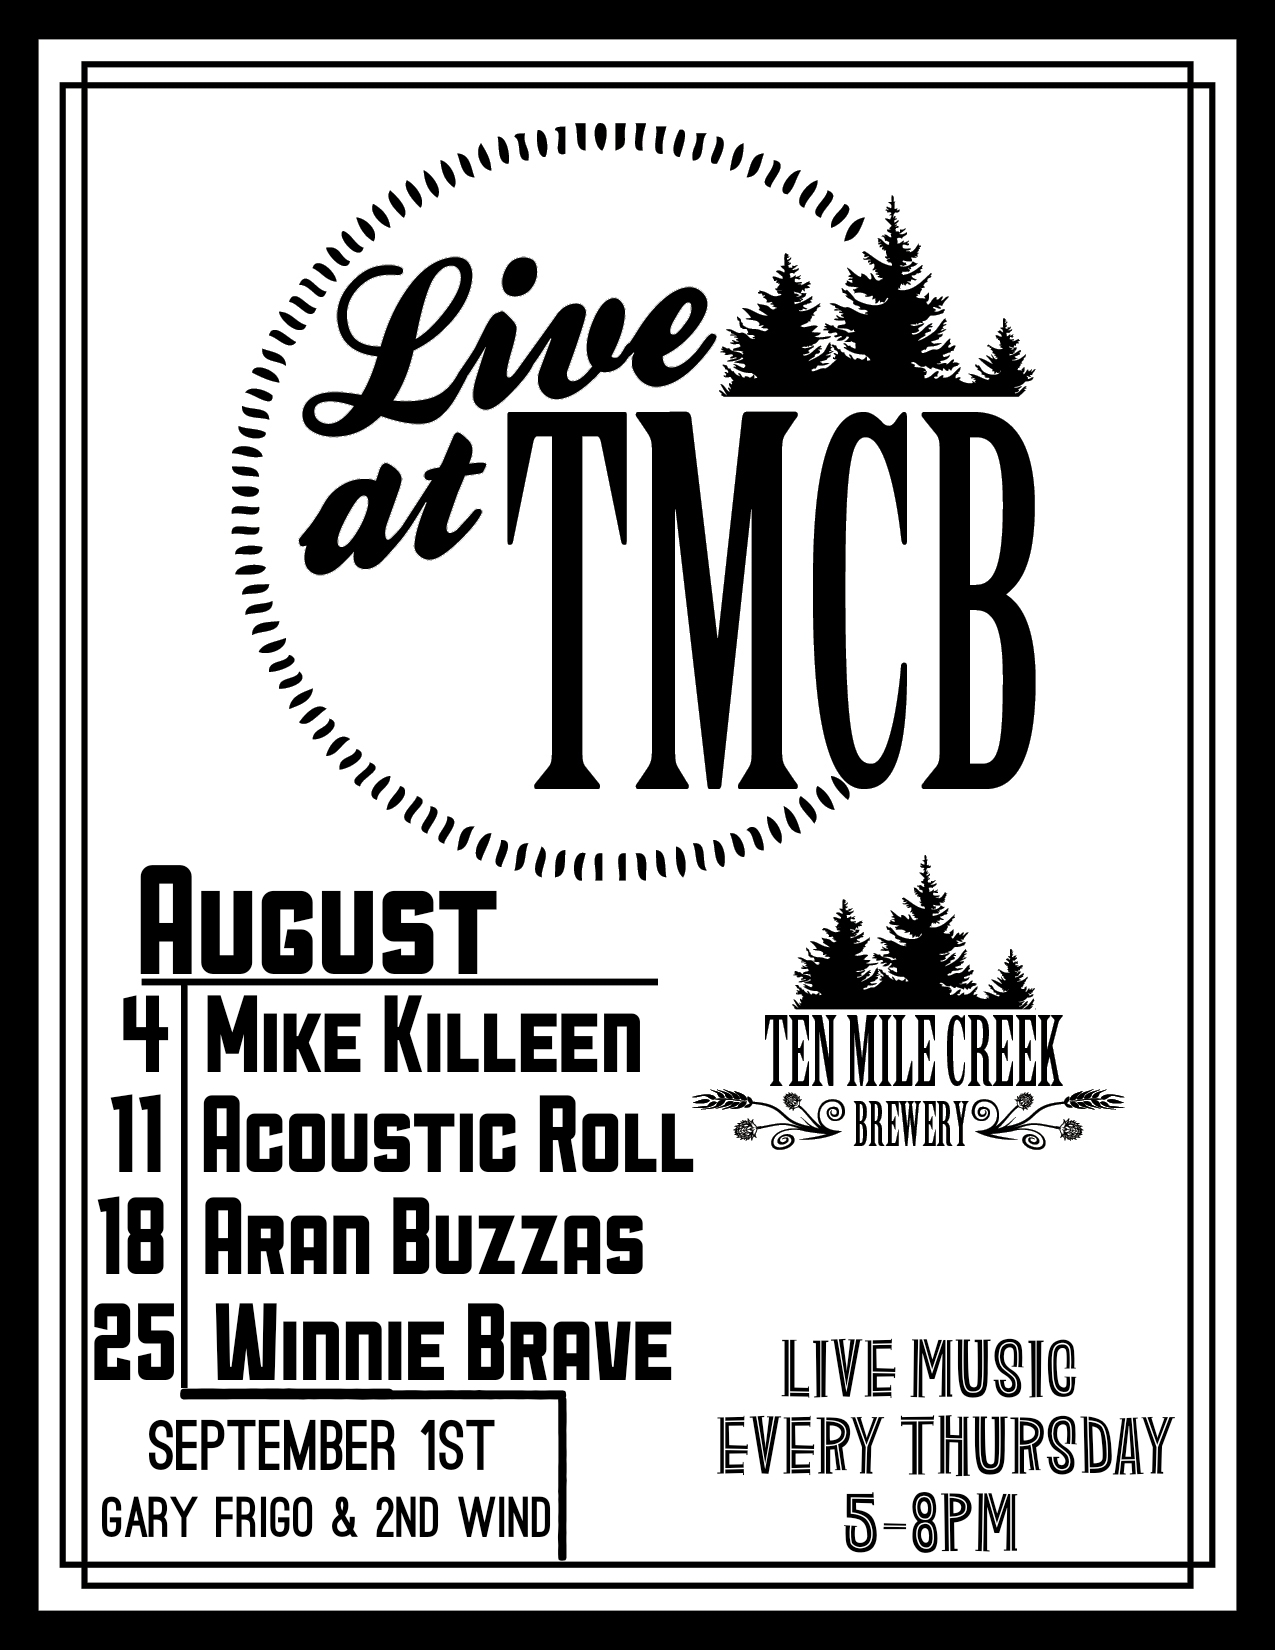 Live
at TMCB
August
4 Mike Killeen
11 Acoustic Roll
18 Aran Buzzas
25 Winnie Brave
SEPTEMBER 1ST
GARY FRIGO & 2ND WIND
TEN MILE CREEK
BREWERY
LIVE MUSIC
EVERY THURSDAY
5-8PM